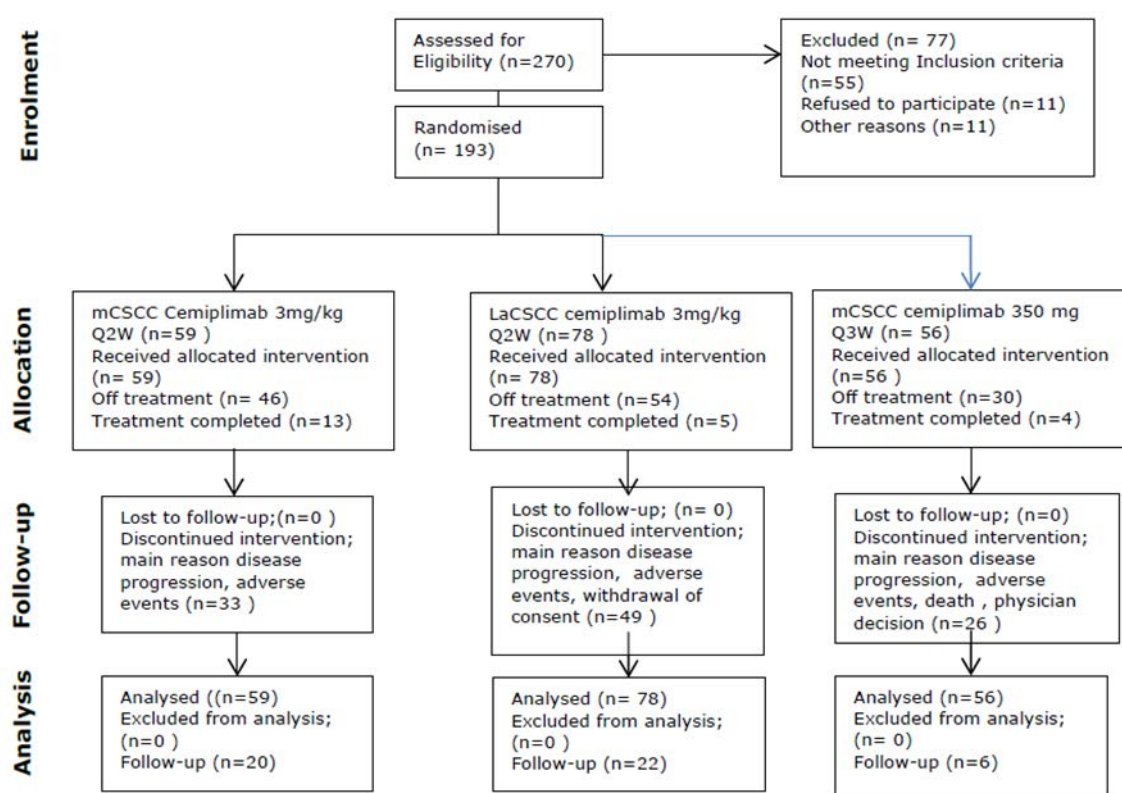 Enrolment
Assessed for
Eligibility (n=270)
Excluded (n= 77)
Not meeting Inclusion criteria
(n=55)
Refused to participate (n=11)
Other reasons (n=11)
Randomised
(n= 193)
Allocation
mCSCC Cemiplimab 3mg/kg
Q2W (n=59 )
Received allocated intervention
(n= 59)
Off treatment (n= 46)
Treatment completed (n=13)
LaCSCC cemiplimab 3mg/kg
Q2W (n=78 )
Received allocated intervention
(n= 78)
Off treatment (n=54)
Treatment completed (n=5)
mCSCC cemiplimab 350 mg
Q3W (n= 56)
Received allocated intervention
(n=56 )
Off treatment (n=30)
Treatment completed (n=4)
Follow-up
Lost to follow-up;(n=0 )
Discontinued intervention;
main reason disease
progression, adverse
events (n=33 )
Lost to follow-up; (n= 0)
Discontinued intervention;
main reason disease
progression,  adverse
events, withdrawal of
consent (n=49 )
Lost to follow-up; (n=0)
Discontinued intervention;
main reason disease
progression,  adverse
events, death , physician
decision (n=26 )
Analysis
Analysed ((n=59)
Excluded from analysis;
(n=0 )
Follow-up (n=20)
Analysed (n= 78)
Excluded from analysis;
(n=0 )
Follow-up (n=22)
Analysed (n=56)
Excluded from analysis;
(n= 0)
Follow-up (n=6)